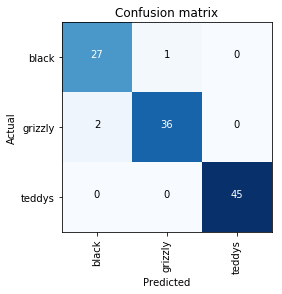 Confusion matrix
Actual
black 27 1 0
grizzly 2 36 0
teddys 0 0 45
black grizzly teddys
Predicted